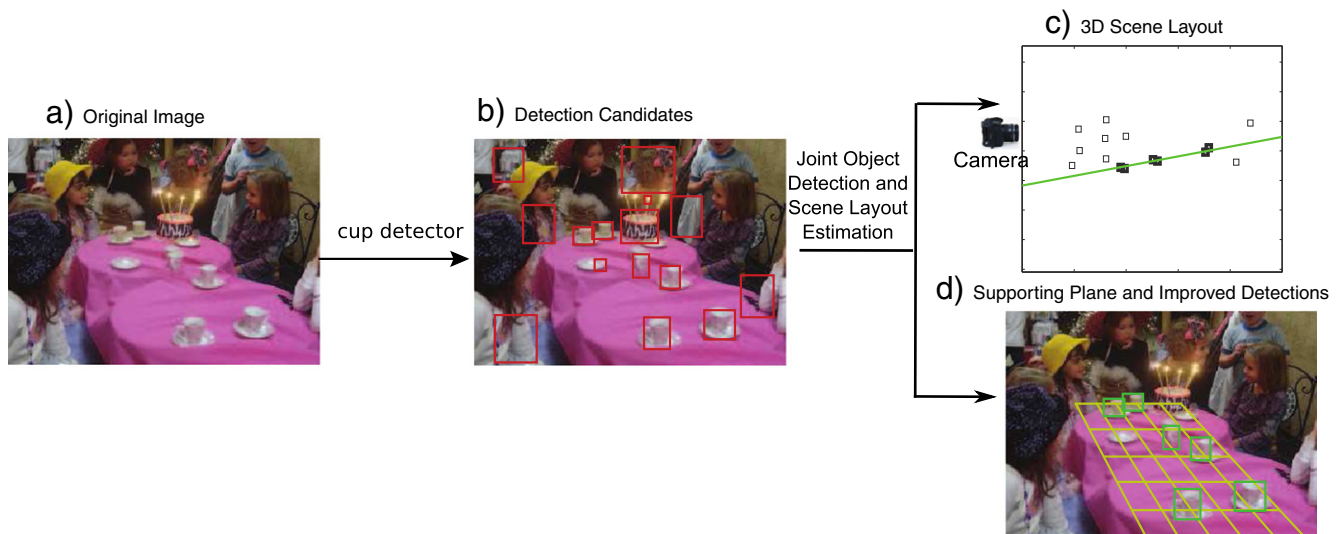 a) Original Image
cup detector
b) Detection Candidates
Joint Object
Detection and
Scene Layout
Estimation
c) 3D Scene Layout
Camera
d) Supporting Plane and Improved Detections